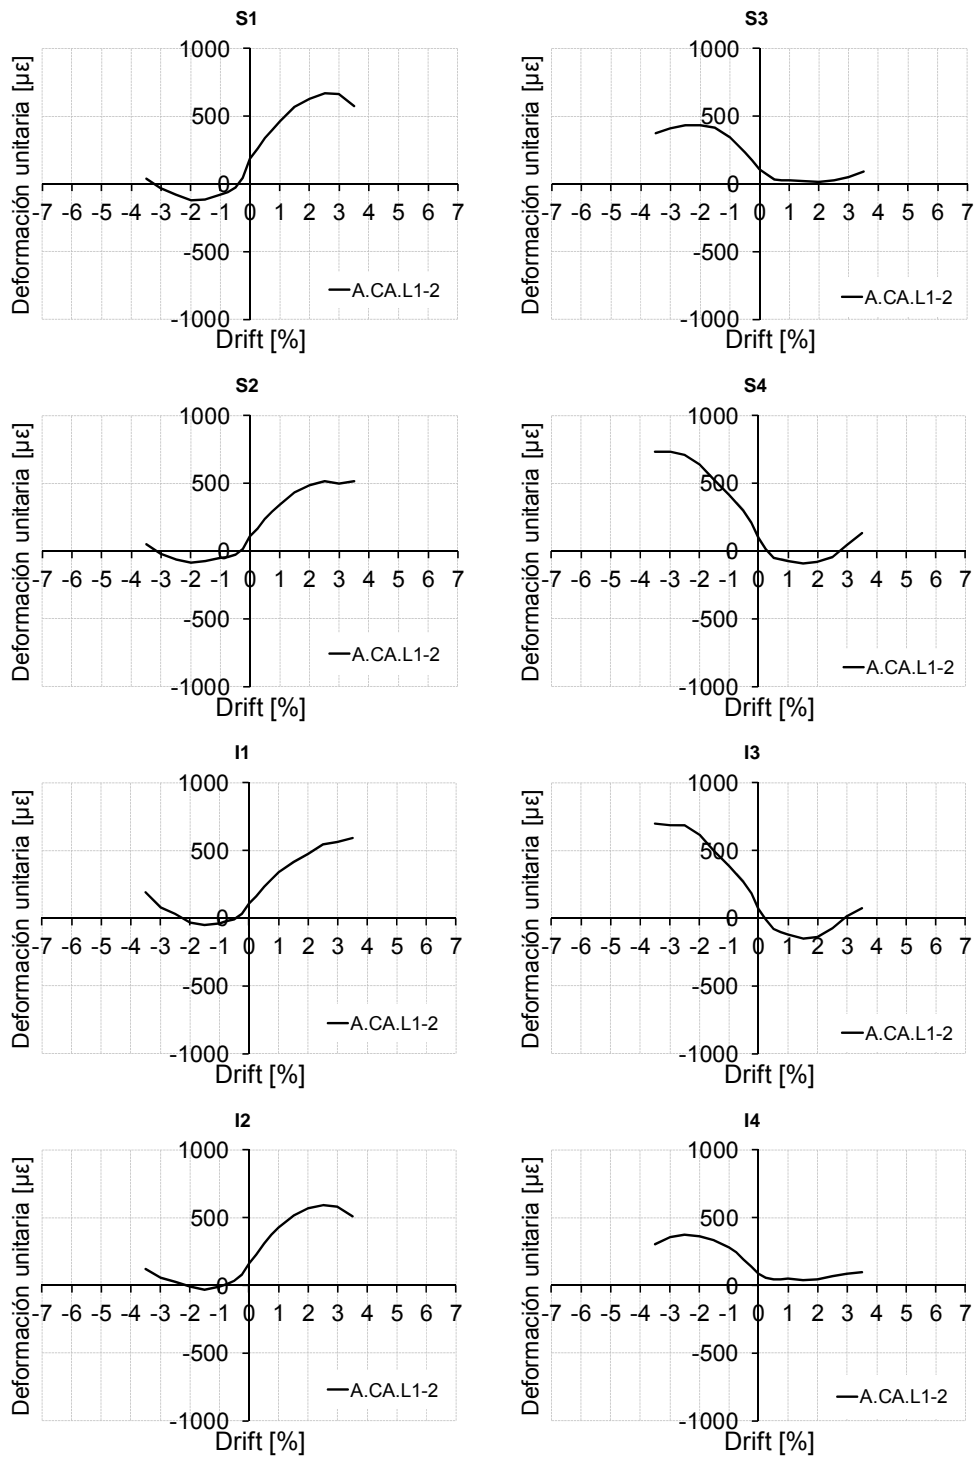 S1
Deformación unitaria [µε]
1000
500
0
-7 -6 -5 -4 -3 -2 -1 0 1 2 3 4 5 6 7
-500
A.CA.L1-2
-1000
Drift [%]
S3
Deformación unitaria [µε]
1000
500
0
-7 -6 -5 -4 -3 -2 -1 0 1 2 3 4 5 6 7
-500
A.CA.L1-2
-1000
Drift [%]
S2
Deformación unitaria [µε]
1000
500
0
-7 -6 -5 -4 -3 -2 -1 0 1 2 3 4 5 6 7
-500
A.CA.L1-2
-1000
Drift [%]
S4
Deformación unitaria [µε]
1000
500
0
-7 -6 -5 -4 -3 -2 -1 0 1 2 3 4 5 6 7
-500
A.CA.L1-2
-1000
Drift [%]
I1
Deformación unitaria [µε]
1000
500
0
-7 -6 -5 -4 -3 -2 -1 0 1 2 3 4 5 6 7
-500
A.CA.L1-2
-1000
Drift [%]
I3
Deformación unitaria [µε]
1000
500
0
-7 -6 -5 -4 -3 -2 -1 0 1 2 3 4 5 6 7
-500
A.CA.L1-2
-1000
Drift [%]
I2
Deformación unitaria [µε]
1000
500
0
-7 -6 -5 -4 -3 -2 -1 0 1 2 3 4 5 6 7
-500
A.CA.L1-2
-1000
Drift [%]
I4
Deformación unitaria [µε]
1000
500
0
-7 -6 -5 -4 -3 -2 -1 0 1 2 3 4 5 6 7
-500
A.CA.L1-2
-1000
Drift [%]